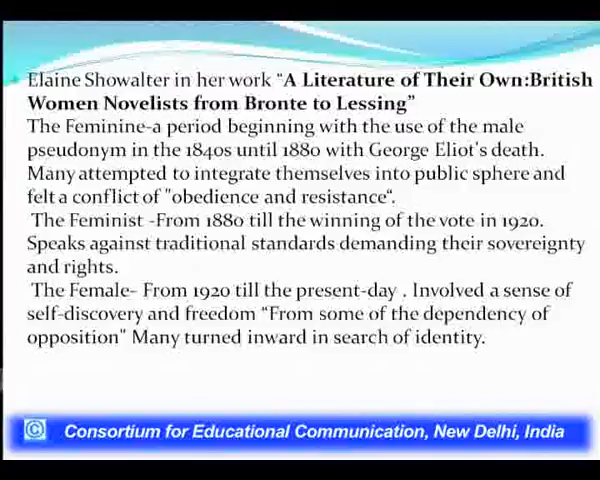 Elaine Showalter in her work “A Literature of Their Own:British
Women Novelists from Bronte to Lessing”
The Feminine-a period beginning with the use of the male
pseudonym in the 1840s until 1880 with George Eliot's death.
Many attempted to integrate themselves into public sphere and
felt a conflict of "obedience and resistance“.
The Feminist -From 1880 till the winning of the vote in 1920.
Speaks against traditional standards demanding their sovereignty
and rights.
The Female- From 1920 till the present-day . Involved a sense of
self-discovery and freedom “From some of the dependency of
opposition” Many turned inward in search of identity.
© Consortium for Educational Communication, New Delhi, India